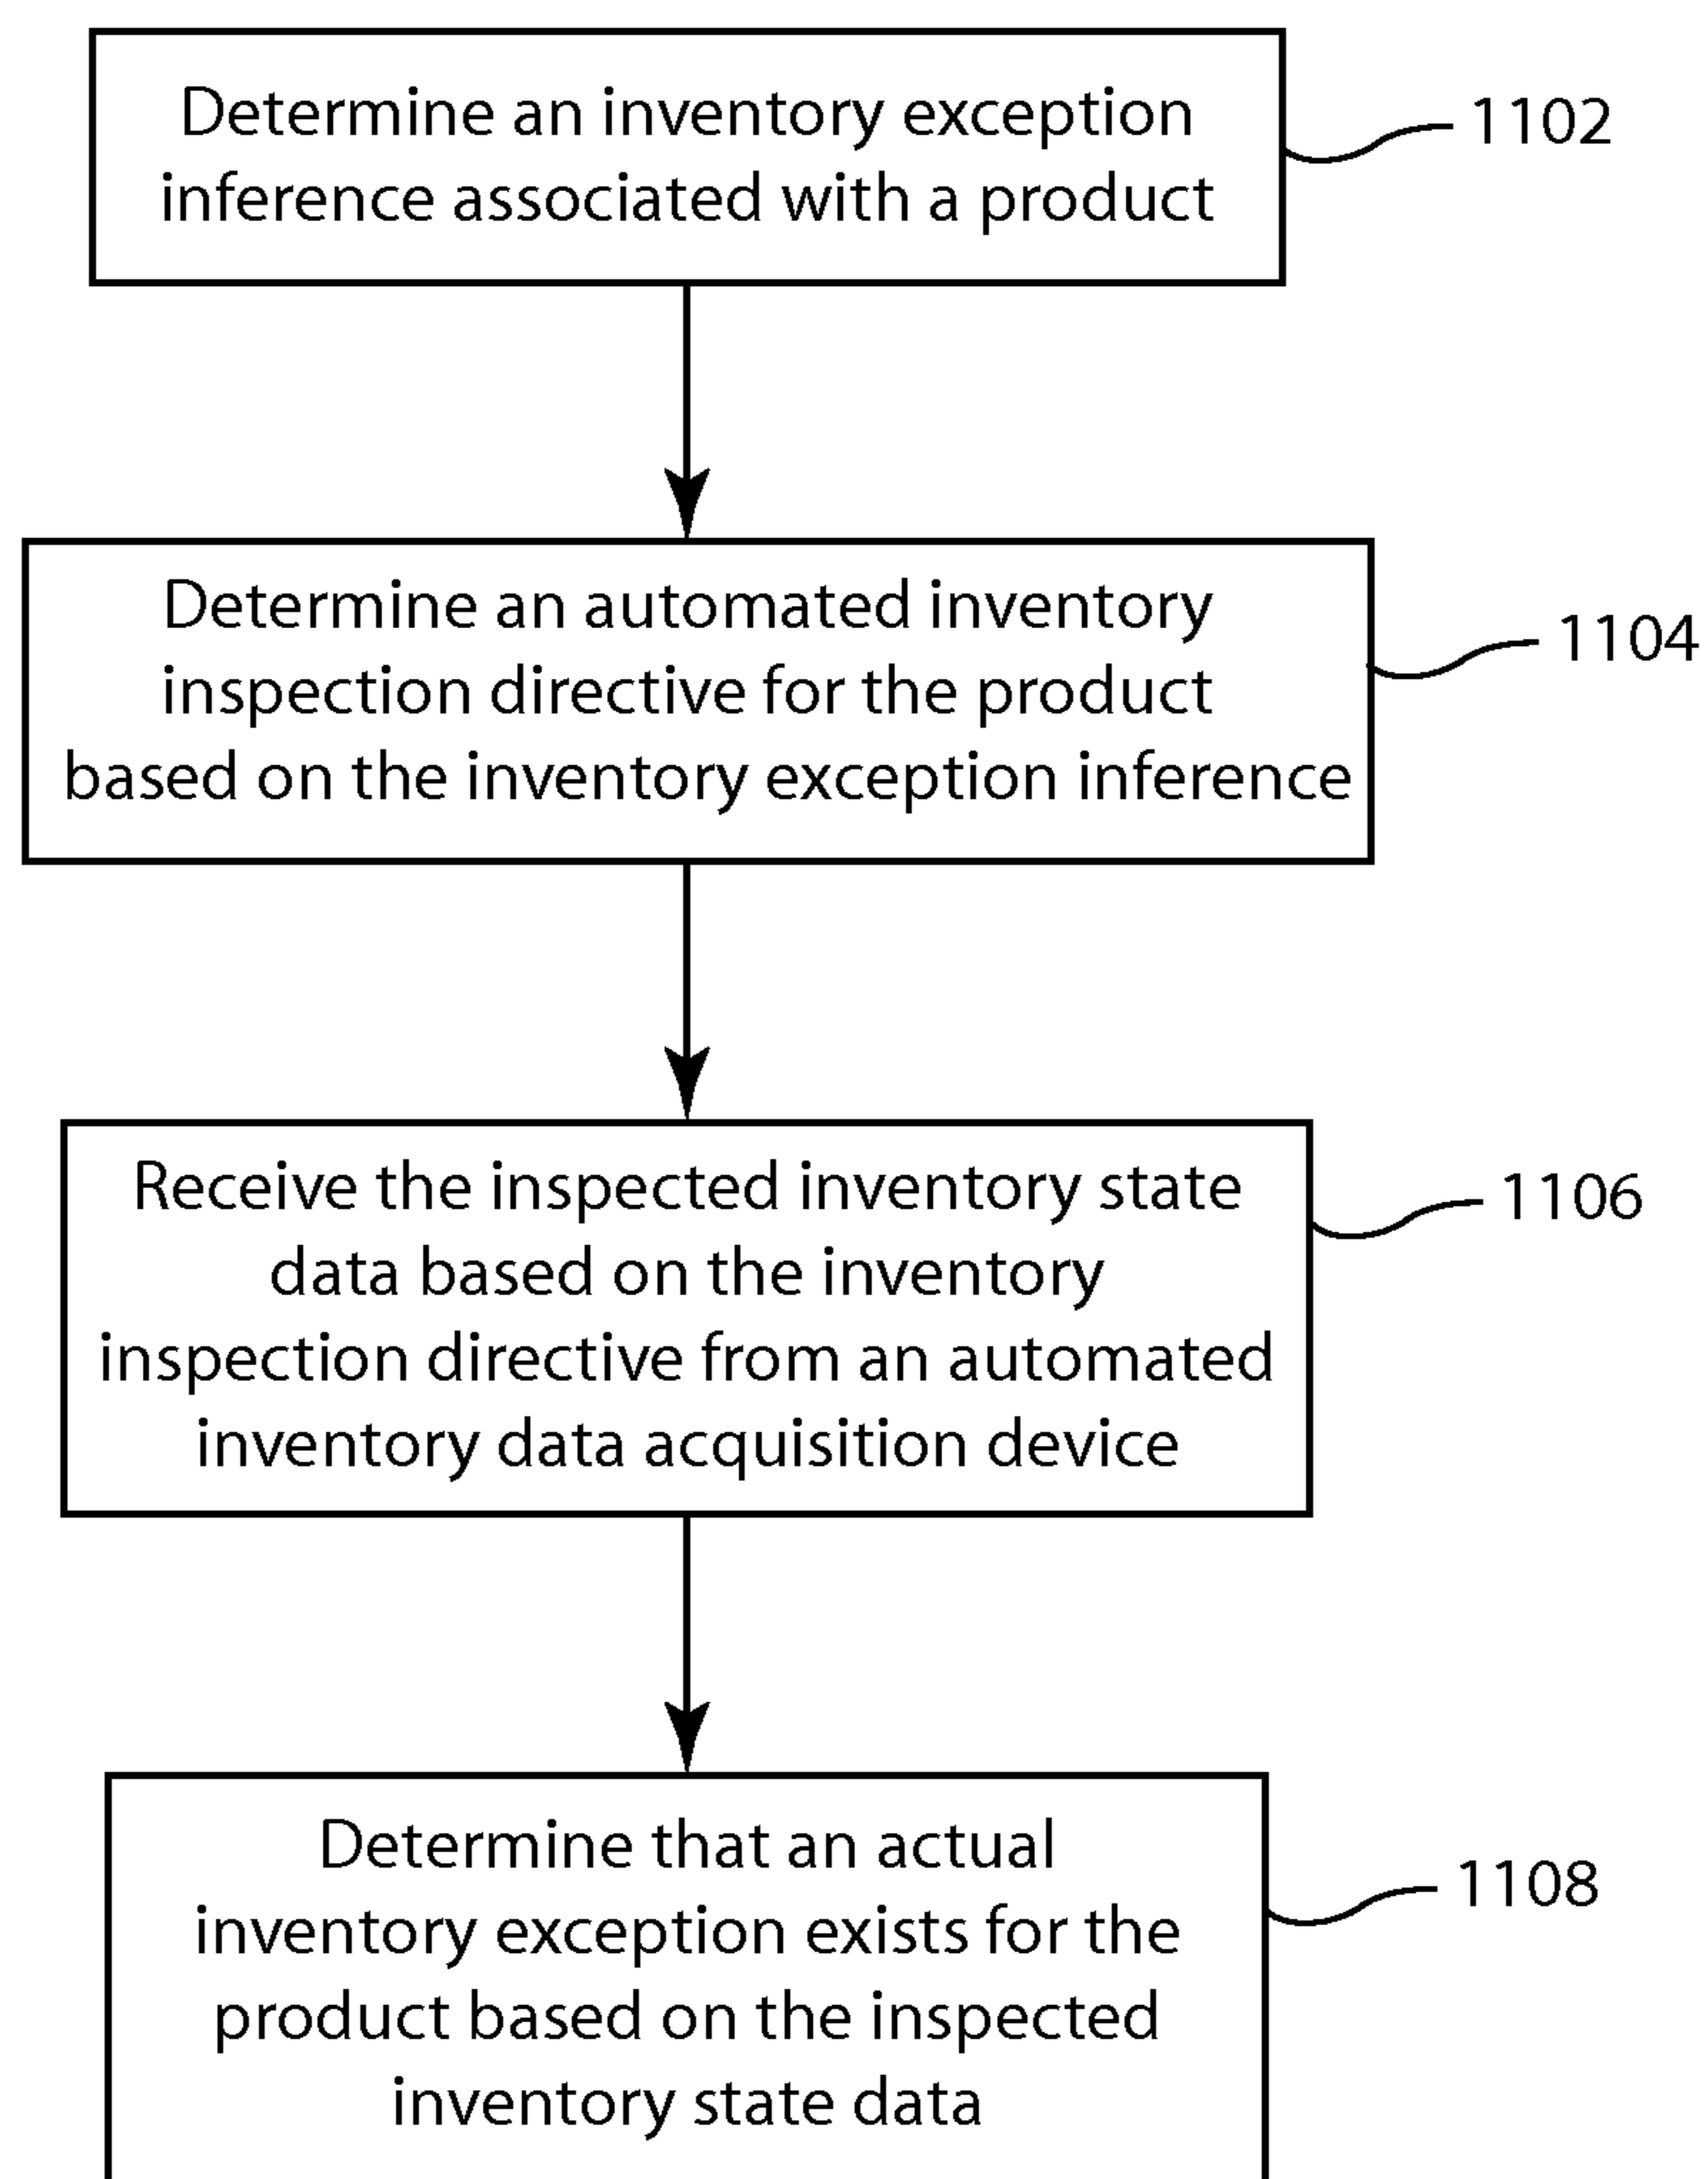 Determine an inventory exception
inference associated with a product
1102
Determine an automated inventory
inspection directive for the product
based on the inventory exception inference
1104
Receive the inspected inventory state
data based on the inventory
inspection directive from an automated
inventory data acquisition device
1106
Determine that an actual
inventory exception exists for the
product based on the inspected
inventory state data
1108